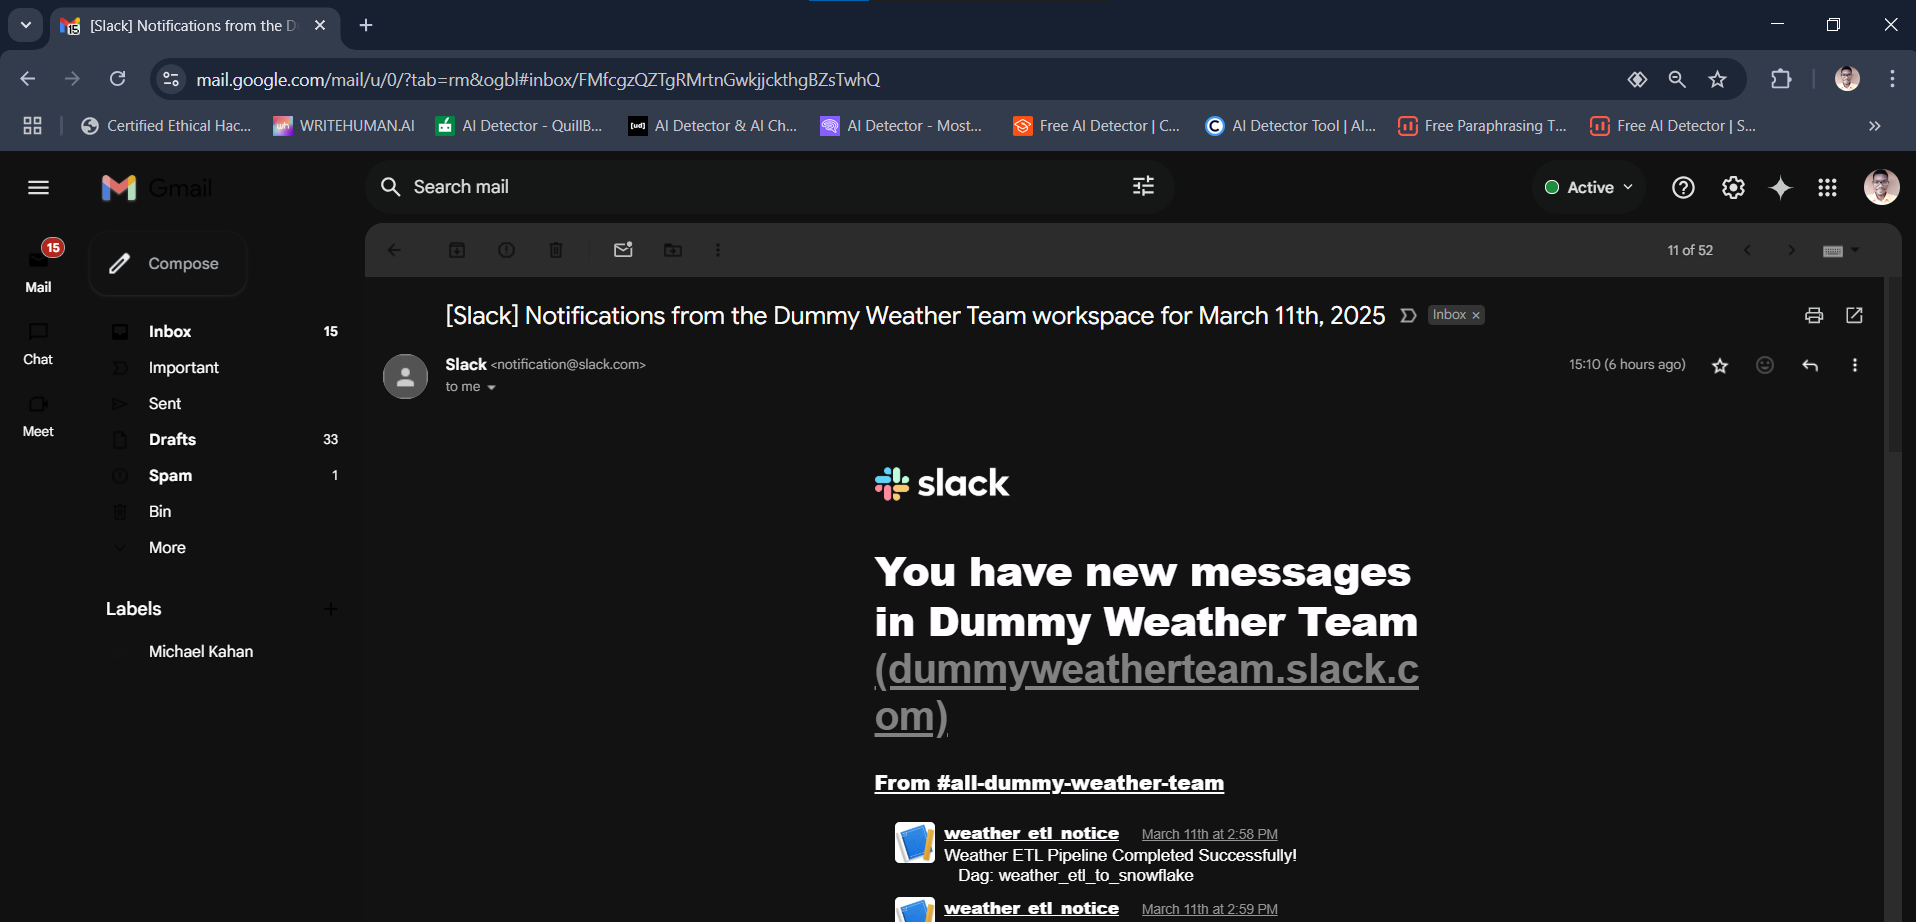 [Slack] Notifications from the D
mail.google.com/mail/u/0/?tab=rm&ogbl#inbox/FMfcgzQZTgRMrtnGwkjjckthgBZsTwhQ
Certified Ethical Hac...
WRITEHUMAN.AI
AI Detector - QuillB...
AI Detector & AI Ch...
AI Detector - Most...
Free AI Detector | C...
AI Detector Tool | AI...
Free Paraphrasing T...
Free AI Detector | S...
Gmail
Search mail
Active
15
Mail
Chat
Meet
Compose
Inbox 15
Important
Sent
Drafts 33
Spam 1
Bin
More
Labels
Michael Kahan
11 of 52
[Slack] Notifications from the Dummy Weather Team workspace for March 11th, 2025
Inbox ×
Slack <notification@slack.com>
to me
15:10 (6 hours ago)
slack
You have new messages
in Dummy Weather Team
(dummyweatherteam.slack.c
om)
From #all-dummy-weather-team
weather_etl_notice March 11th at 2:58 PM
Weather ETL Pipeline Completed Successfully!
Dag: weather_etl_to_snowflake
weather_etl_notice March 11th at 2:59 PM